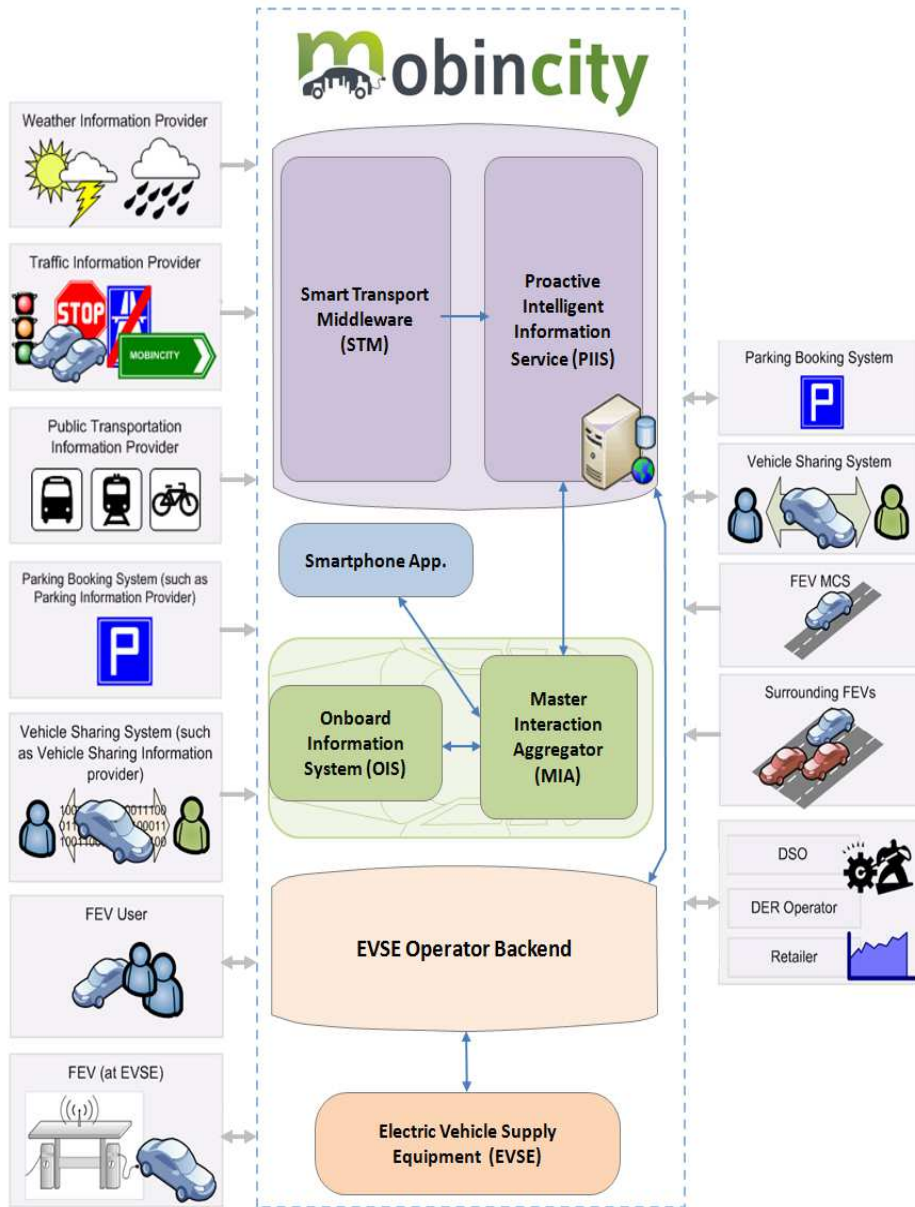 mobincity
Weather Information Provider
Traffic Information Provider
STOP
MOBINCITY
Public Transportation
Information Provider
Parking Booking System (such as
Parking Information Provider)
P
Vehicle Sharing System (such
as Vehicle Sharing Information
provider)
FEV User
FEV (at EVSE)
Smart Transport
Middleware
(STM)
Proactive
Intelligent
Information
Service (PIIS)
Smartphone App.
Onboard
Information
System (OIS)
Master
Interaction
Aggregator
(MIA)
EVSE Operator Backend
Electric Vehicle Supply
Equipment (EVSE)
Parking Booking System
P
Vehicle Sharing System
FEV MCS
Surrounding FEVs
DSO
DER Operator
Retailer